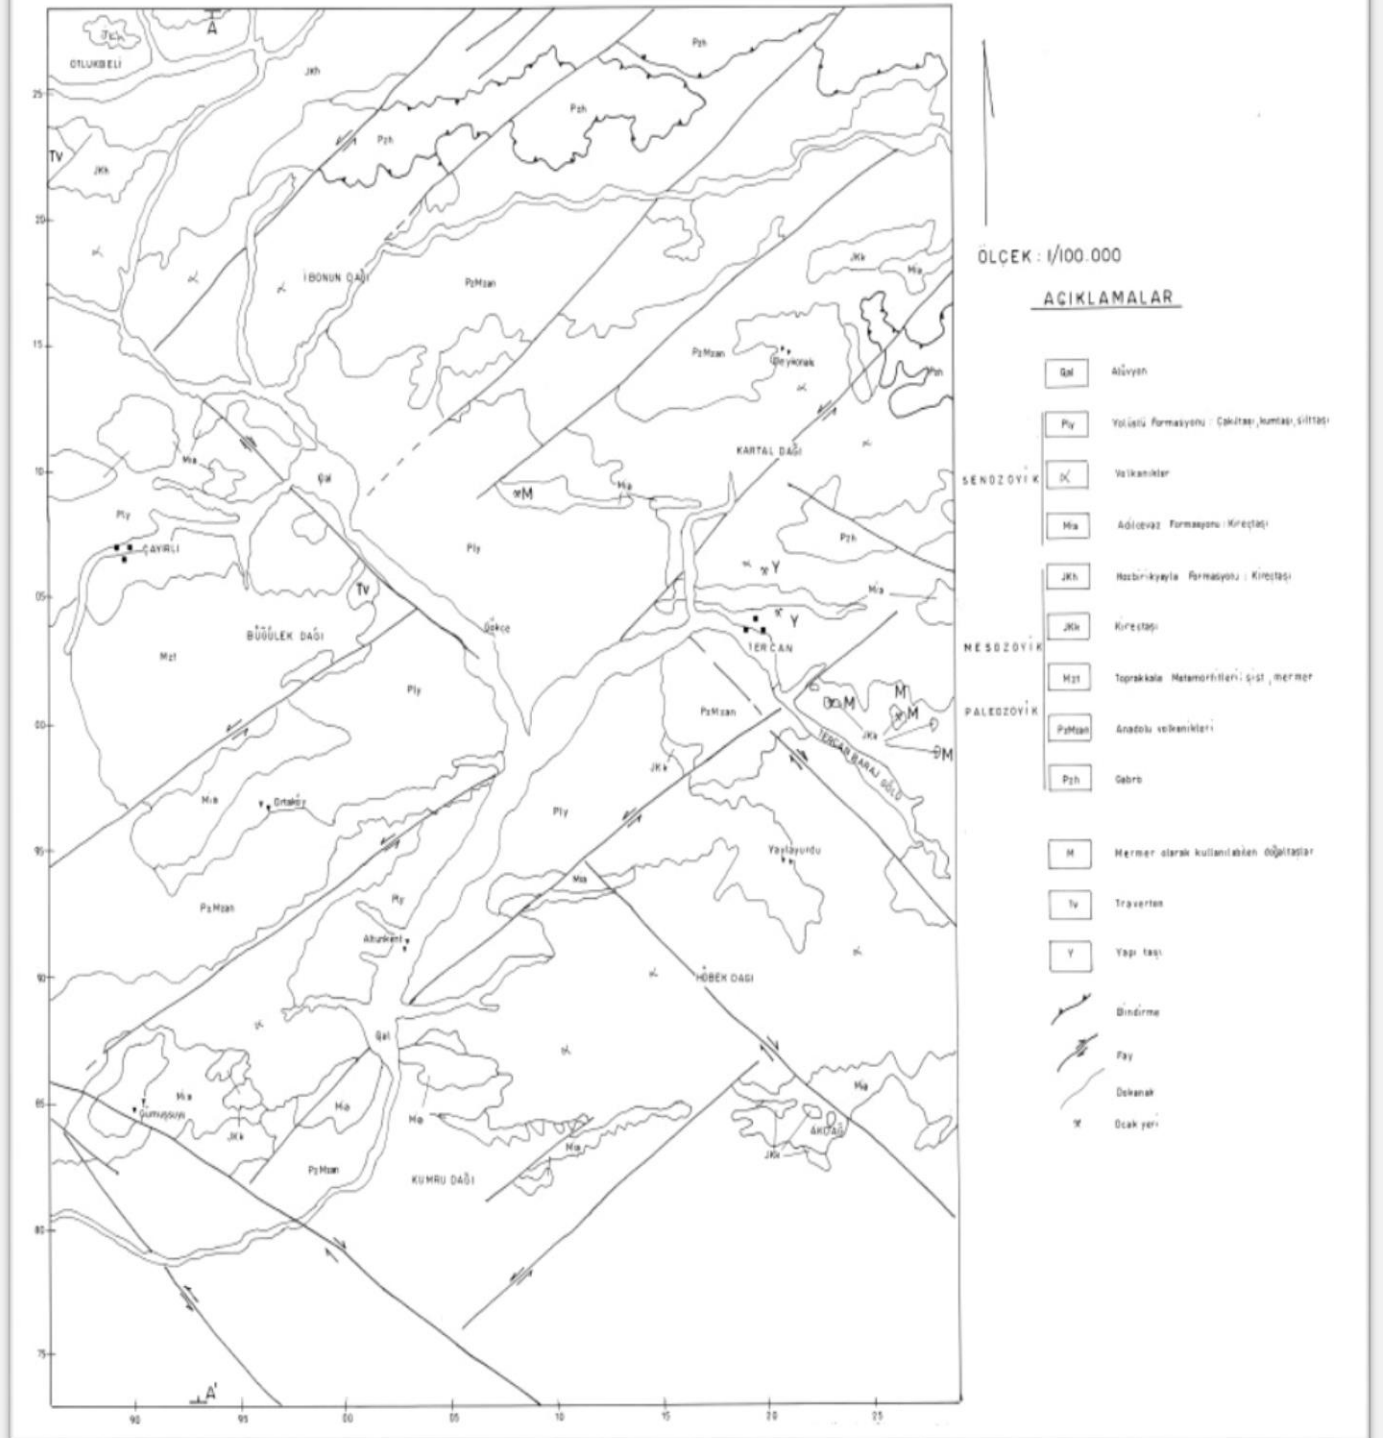 A
JKh
OTLUKBELİ
JKh
Pzh
25
Pzh
Pzh
TV
JKh
20
α
α
α
İBONUN DAĞI
PzMzan
JKk
Mia
15
PzMzan
Beykonak
α
Pzh
KARTAL DAĞI
α
10
Mia
Qal
M
Mia
Ply
ÇAYIRLI
Ply
Pzh
α
Y
TV
Mia
05
Y
Gökçe
BÜĞÜLEK DAĞI
TERCAN
Mzt
Ply
M
M
M
PzMzan
JKk
00
M
TERCAN BARAJ GÖLÜ
JKk
Mia
Ortaköy
Ply
95
Yaylayurdu
Mia
PzMzan
Ply
Altunkent
α
90
α
HÖBEK DAGI
α
Qal
α
Mia
Mia
Gümüşsuyu
85
Mia
Mia
JKk
AKDAĞ
Mia
JKk
PzMzan
KUMRU DAĞI
80
75
A'
90
95
00
05
10
15
20
25
ÖLÇEK : 1/100.000
AÇIKLAMALAR
Qal Alüvyon
Ply Yolüstü Formasyonu : Çakıltaşı, kumtaşı, silttaşı
SENOZOYİK
α Volkanikler
Mia Adilcevaz Formasyonu : Kireçtaşı
JKh Hozbirikyayla Formasyonu : Kireçtaşı
JKk Kireçtaşı
MESOZOYİK
Mzt Toprakkale Metamorfitleri : şist, mermer
PALEOZOYİK
PzMzan Anadolu volkanikleri
Pzh Gabro
M Mermer olarak kullanılabilen doğaltaşlar
Tv Traverten
Y Yapı taşı
Bindirme
Fay
Dokanak
Ocak yeri